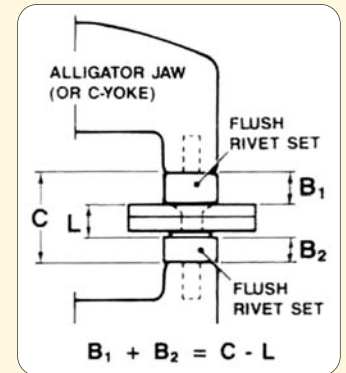 ALLIGATOR JAW
(OR C-YOKE)
FLUSH
RIVET SET
B₁
C
L
B₂
FLUSH
RIVET SET
B₁ + B₂ = C - L